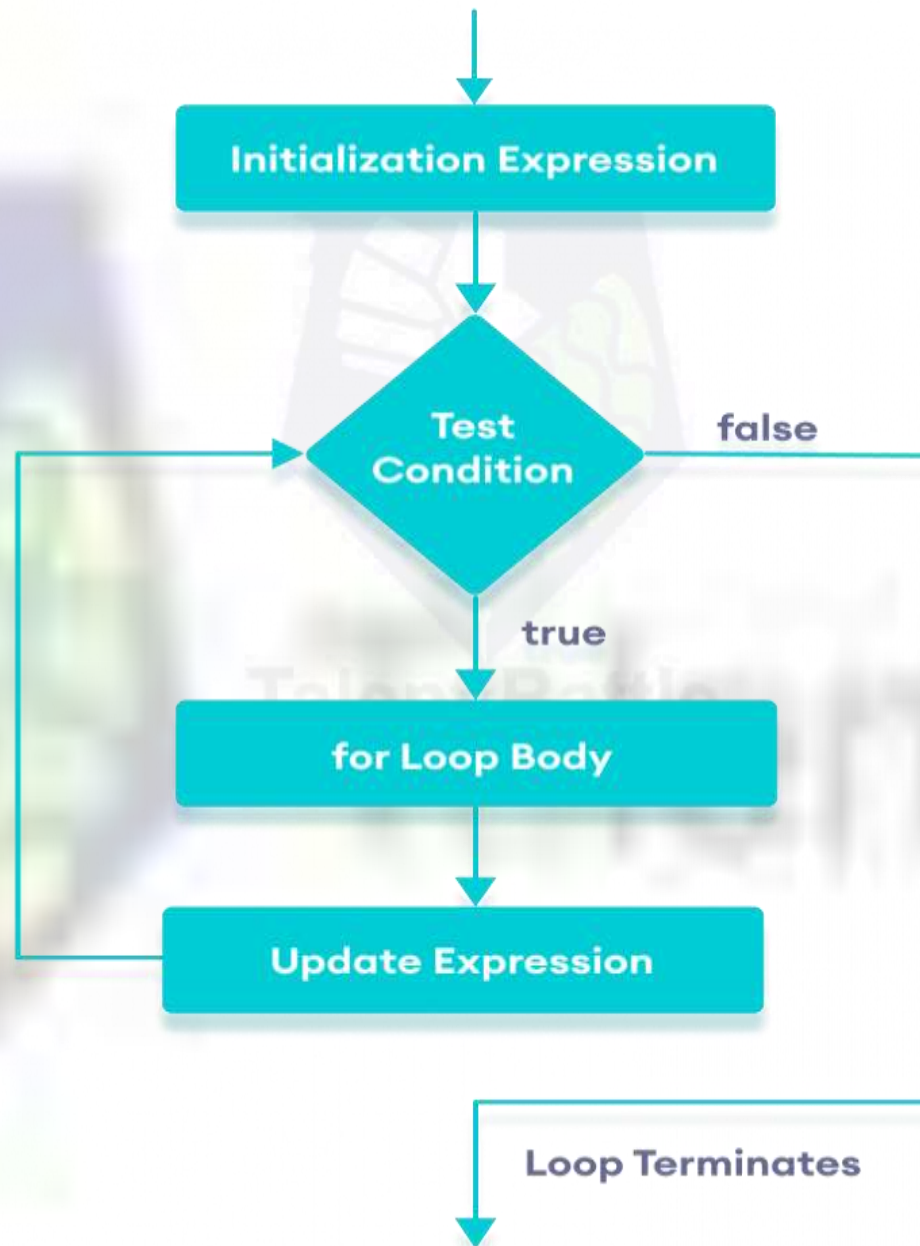 Initialization Expression
Test
Condition
false
true
for Loop Body
Update Expression
Loop Terminates